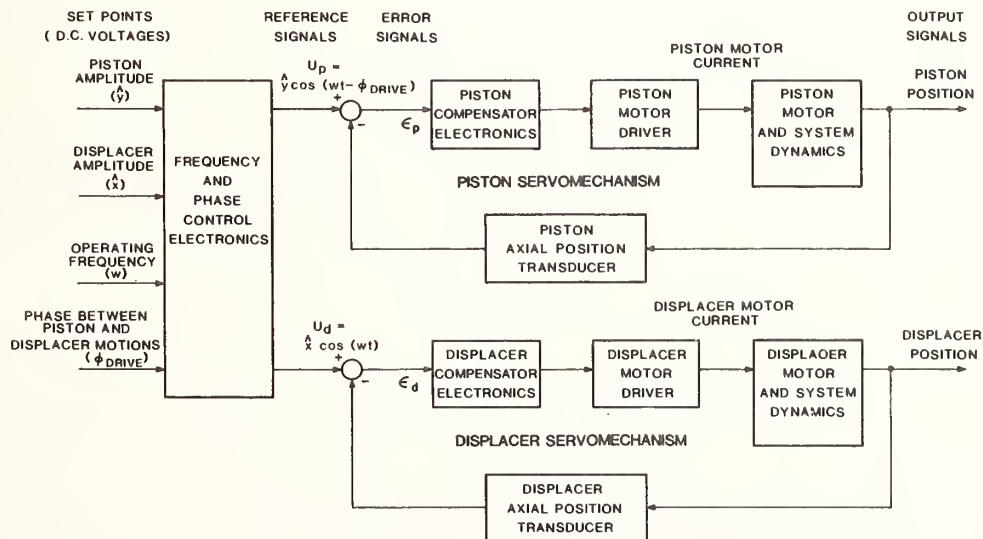 SET POINTS
( D.C. VOLTAGES)
REFERENCE
SIGNALS
ERROR
SIGNALS
OUTPUT
SIGNALS
PISTON
AMPLITUDE
(ŷ)
DISPLACER
AMPLITUDE
(x̂)
OPERATING
FREQUENCY
(w)
PHASE BETWEEN
PISTON AND
DISPLACER MOTIONS
(ϕDRIVE)
FREQUENCY
AND
PHASE
CONTROL
ELECTRONICS
Up =
ŷ cos (wt-ϕDRIVE)
+
-
ϵp
PISTON
COMPENSATOR
ELECTRONICS
PISTON
MOTOR
DRIVER
PISTON MOTOR
CURRENT
PISTON
MOTOR
AND SYSTEM
DYNAMICS
PISTON
POSITION
PISTON SERVOMECHANISM
PISTON
AXIAL POSITION
TRANSDUCER
Ud =
x̂ cos (wt)
+
-
ϵd
DISPLACER
COMPENSATOR
ELECTRONICS
DISPLACER
MOTOR
DRIVER
DISPLACER MOTOR
CURRENT
DISPLAOER
MOTOR
AND SYSTEM
DYNAMICS
DISPLACER
POSITION
DISPLACER SERVOMECHANISM
DISPLACER
AXIAL POSITION
TRANSDUCER